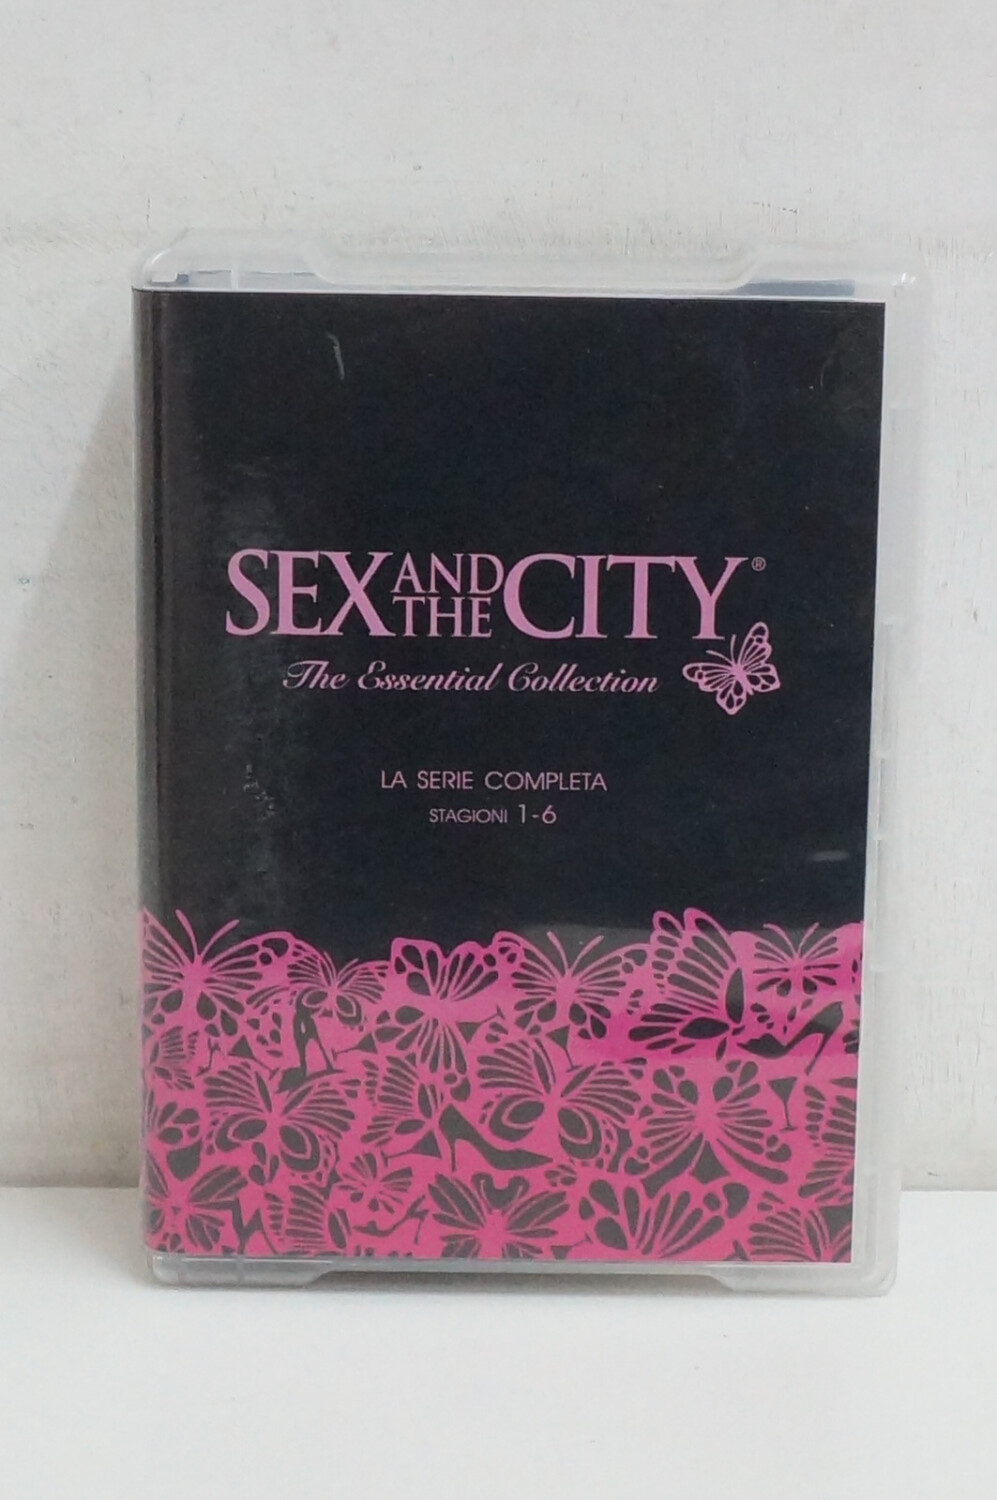 SEX AND THE CITY®
The Essential Collection
LA SERIE COMPLETA
STAGIONI 1-6